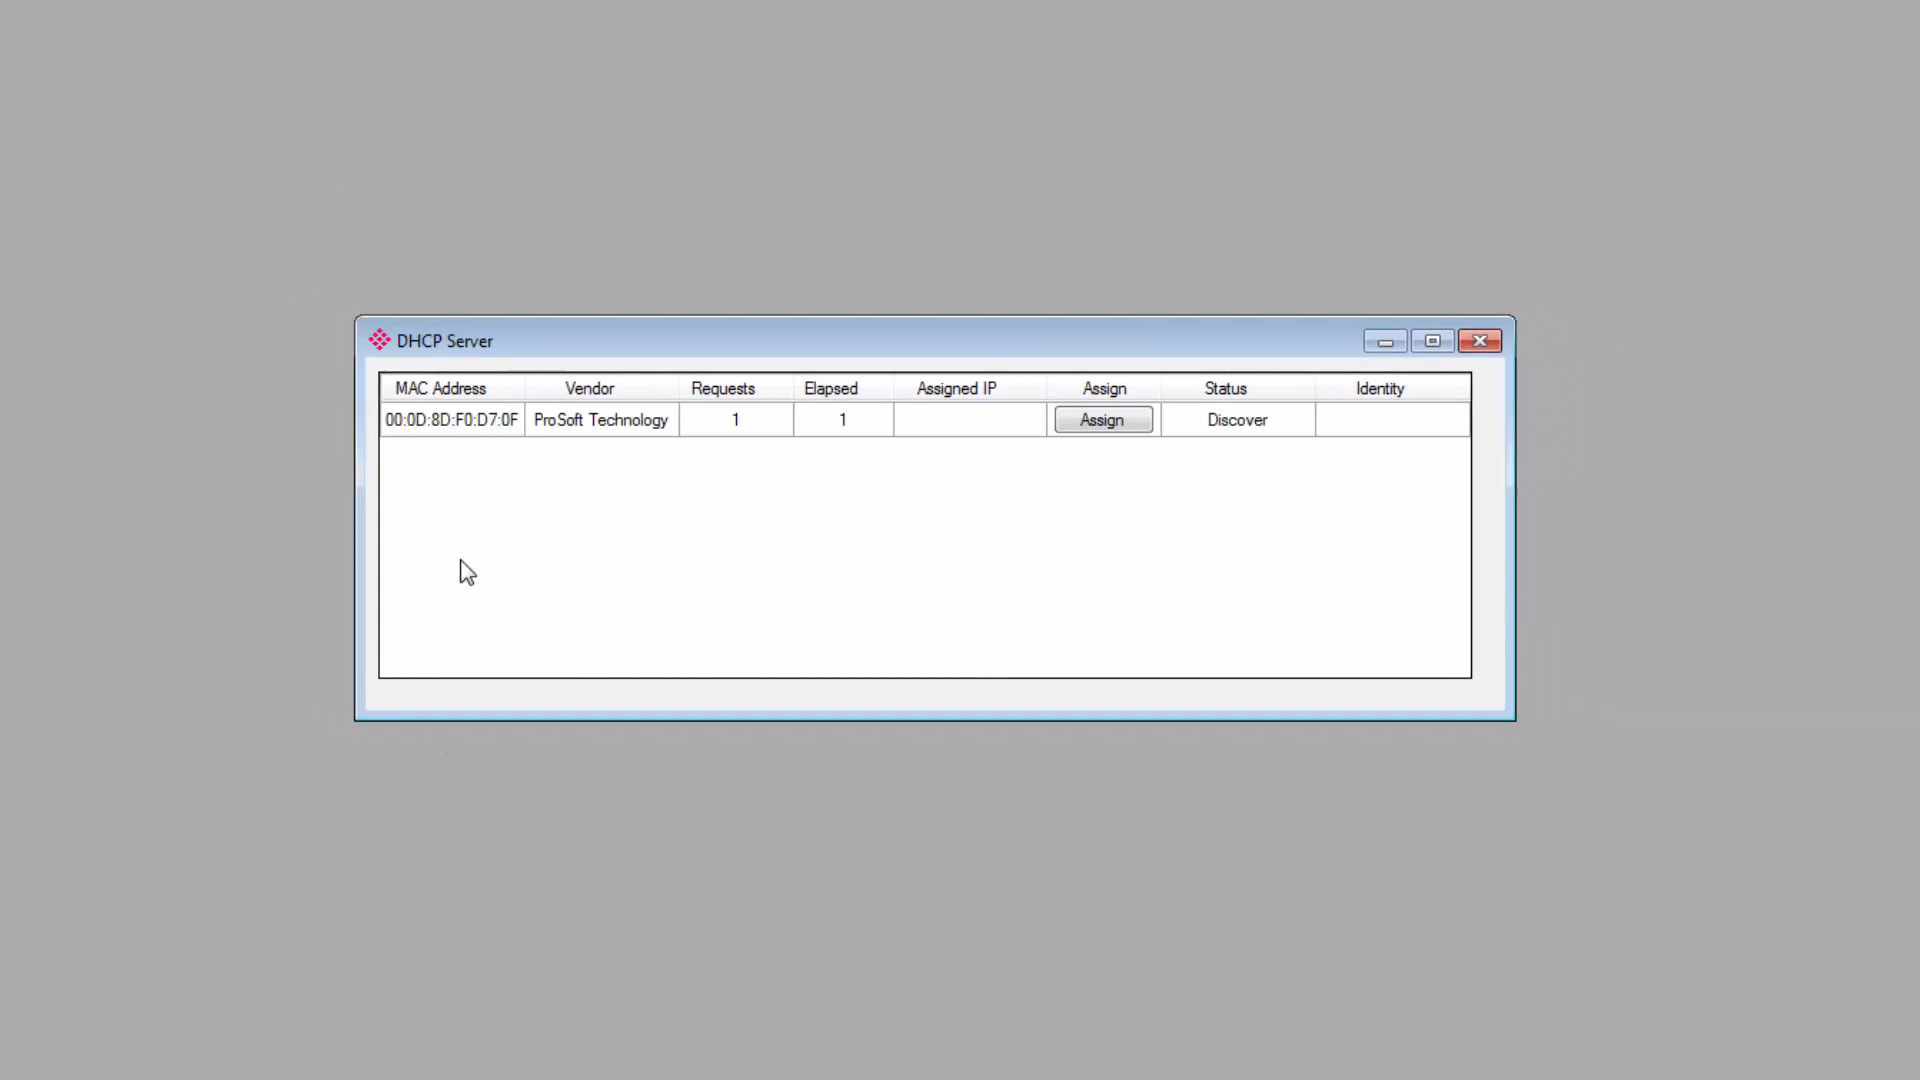 DHCP Server
MAC Address Vendor Requests Elapsed Assigned IP Assign Status Identity
00:0D:8D:F0:D7:0F ProSoft Technology 1 1 Assign Discover